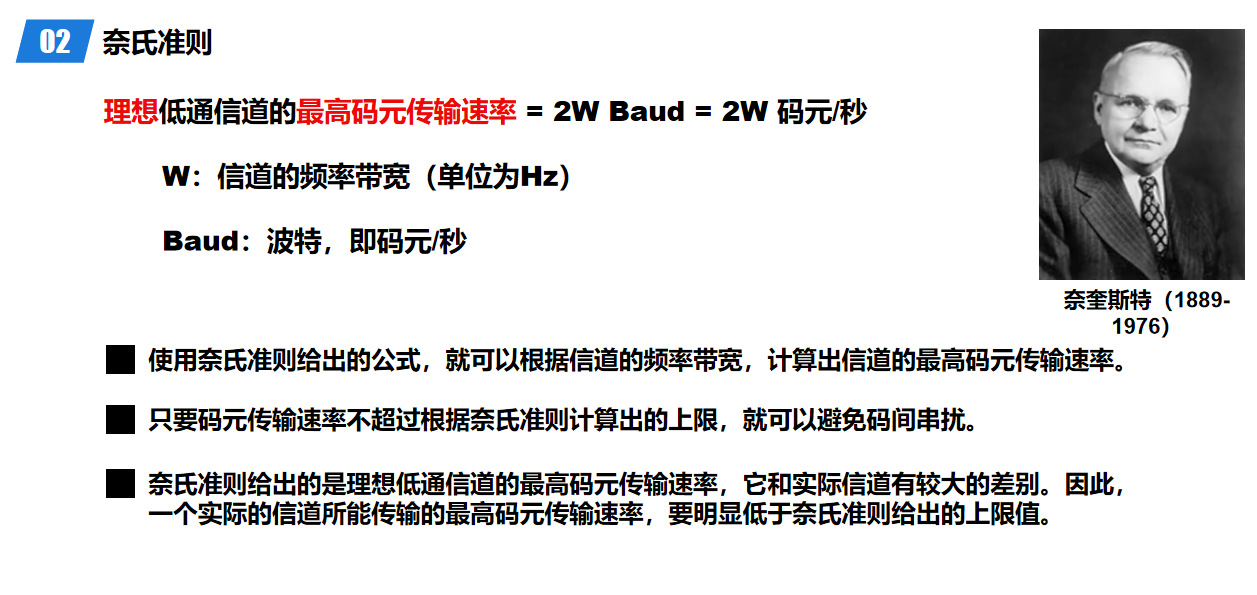 02 奈氏准则
理想低通信道的最高码元传输速率 = 2W Baud = 2W 码元/秒
W：信道的频率带宽（单位为Hz）
Baud：波特，即码元/秒
奈奎斯特（1889-
1976）
使用奈氏准则给出的公式，就可以根据信道的频率带宽，计算出信道的最高码元传输速率。
只要码元传输速率不超过根据奈氏准则计算出的上限，就可以避免码间串扰。
奈氏准则给出的是理想低通信道的最高码元传输速率，它和实际信道有较大的差别。因此，
一个实际的信道所能传输的最高码元传输速率，要明显低于奈氏准则给出的上限值。